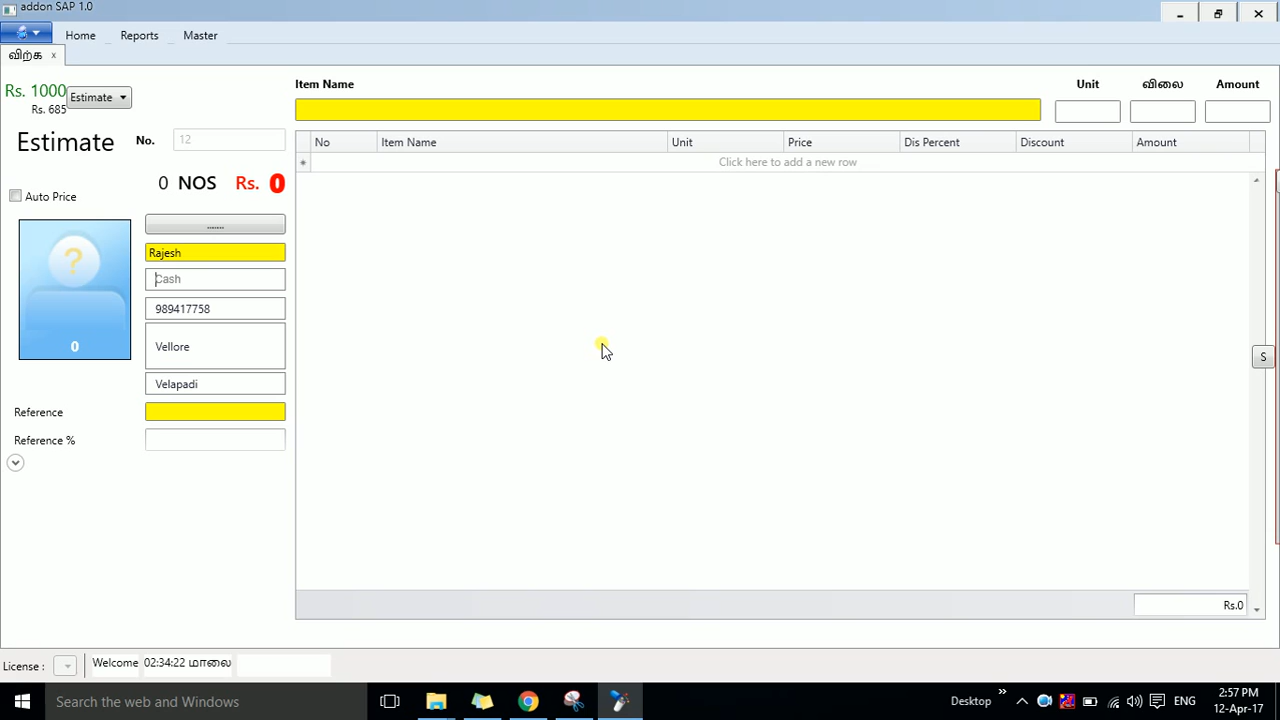 addon SAP 1.0
Home Reports Master
விற்க x
Rs. 1000 Estimate
Rs. 685
Estimate No. 12
0 NOS Rs. 0
Auto Price
.......
?
0
Rajesh
Cash
989417758
Vellore
Velapadi
Reference
Reference %
Item Name Unit விலை Amount
No Item Name Unit Price Dis Percent Discount Amount
Click here to add a new row
S
Rs.0
License : Welcome 02:34:22 மாலை
Search the web and Windows
Desktop ENG
2:57 PM
12-Apr-17